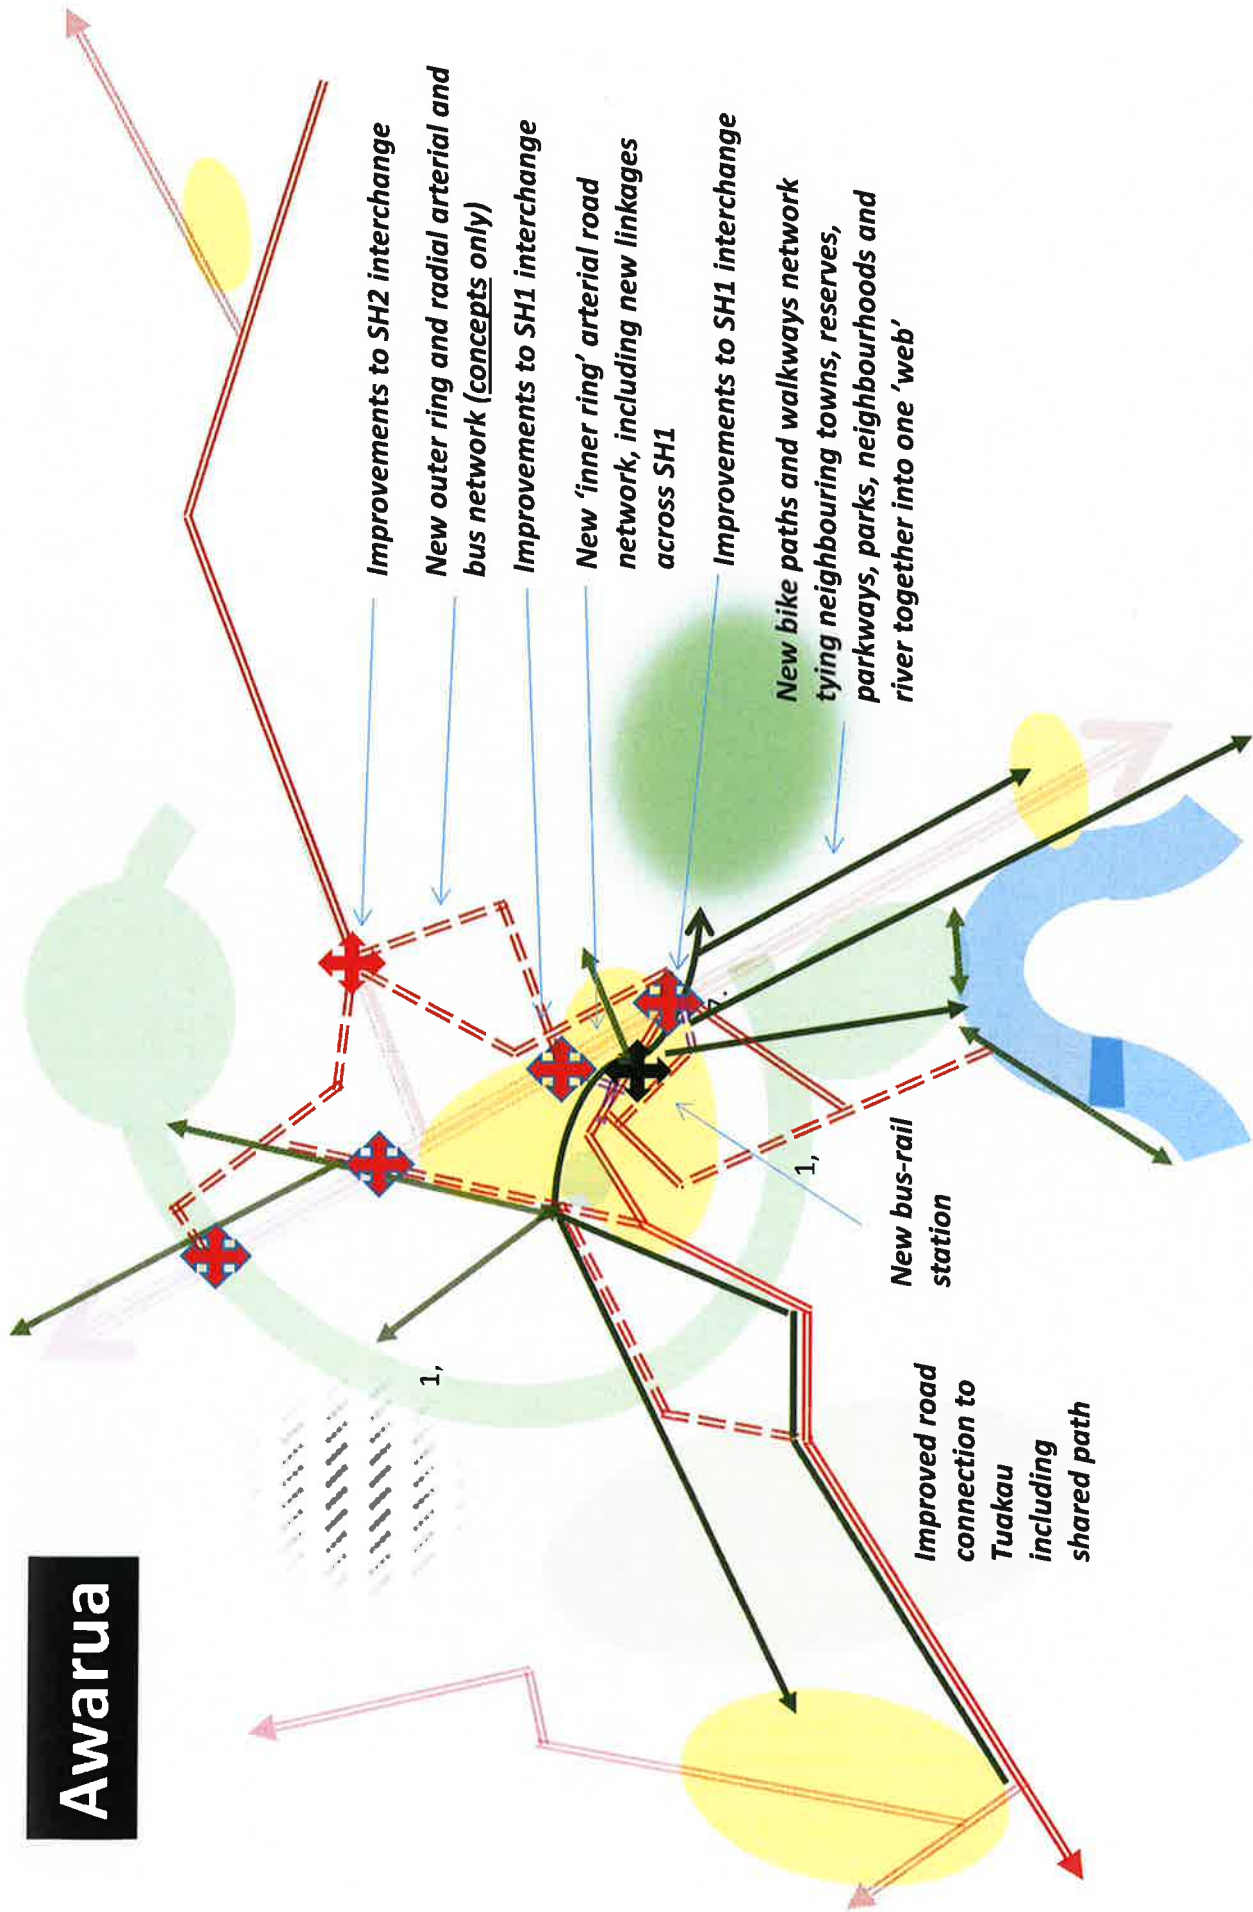 Awarua
Improvements to SH2 interchange
New outer ring and radial arterial and
bus network (concepts only)
Improvements to SH1 interchange
New ‘inner ring’ arterial road
network, including new linkages
across SH1
Improvements to SH1 interchange
New bike paths and walkways network
tying neighbouring towns, reserves,
parkways, parks, neighbourhoods and
river together into one ‘web’
1,
1,
New bus-rail
station
Improved road
connection to
Tuakau
including
shared path